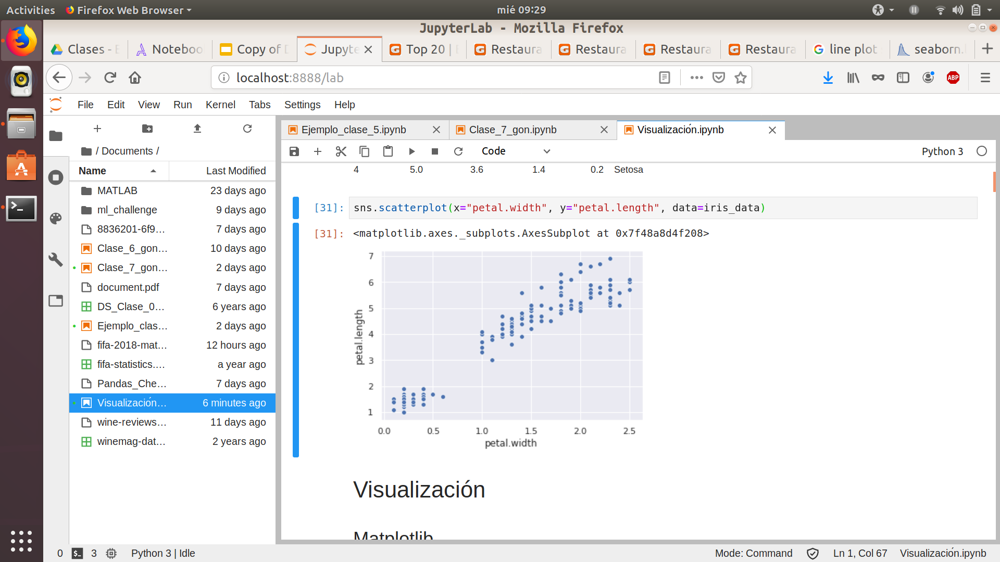 Activities Firefox Web Browser mié 09:29
JupyterLab - Mozilla Firefox
Clases - E Noteboo Copy of D Jupyte Top 20 | Restaura Restaura Restaura Restaura line plot seaborn.
localhost:8888/lab ABP
File Edit View Run Kernel Tabs Settings Help
Ejemplo_clase_5.ipynb Clase_7_gon.ipynb Visualización.ipynb
/ Documents /
Code Python 3
Name Last Modified
MATLAB 23 days ago
ml_challenge 9 days ago
8836201-6f9... 7 days ago
Clase_6_gon... 10 days ago
Clase_7_gon... 2 days ago
document.pdf 7 days ago
DS_Clase_0... 6 years ago
Ejemplo_clas... 2 days ago
fifa-2018-mat... 12 hours ago
fifa-statistics.... a year ago
Pandas_Che... 7 days ago
Visualización... 6 minutes ago
wine-reviews... 11 days ago
winemag-dat... 2 years ago
4 5.0 3.6 1.4 0.2 Setosa
[31]: sns.scatterplot(x="petal.width", y="petal.length", data=iris_data)
[31]: <matplotlib.axes._subplots.AxesSubplot at 0x7f48a8d4f208>
7
6
5
4
3
2
1
petal.length
0.0 0.5 1.0 1.5 2.0 2.5
petal.width
Visualización
Matplotlib
0 $_ 3 Python 3 | Idle Mode: Command Ln 1, Col 67 Visualización.ipynb